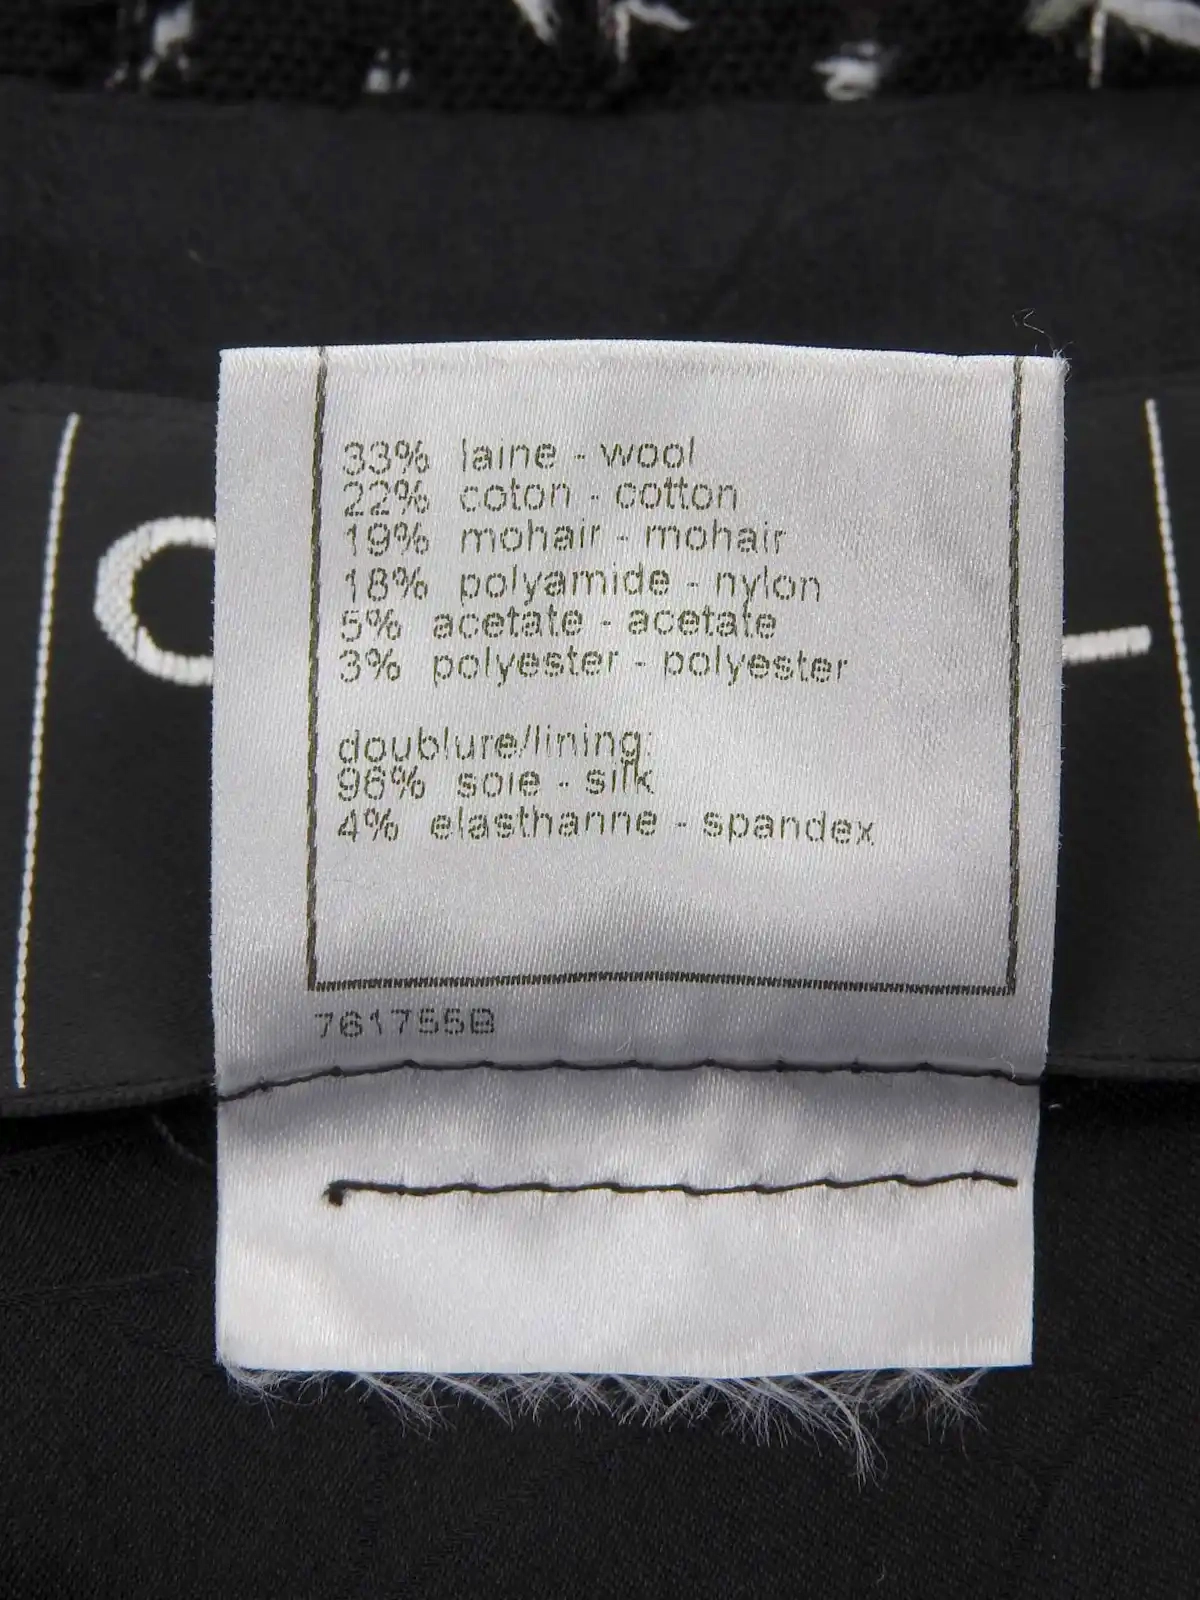 33% laine - wool
22% coton - cotton
19% mohair - mohair
18% polyamide - nylon
5% acetate - acetate
3% polyester - polyester
doublure/lining:
96% soie - silk
4% elasthanne - spandex
761755B